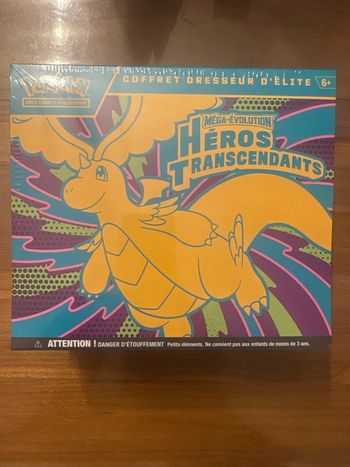 COFFRET DRESSEUR D'ÉLITE
6+
POKÉMON
MÉGA-ÉVOLUTION
HÉROS
TRANSCENDANTS
ATTENTION ! DANGER D'ÉTOUFFEMENT Petits éléments. Ne convient pas aux enfants de moins de 3 ans.